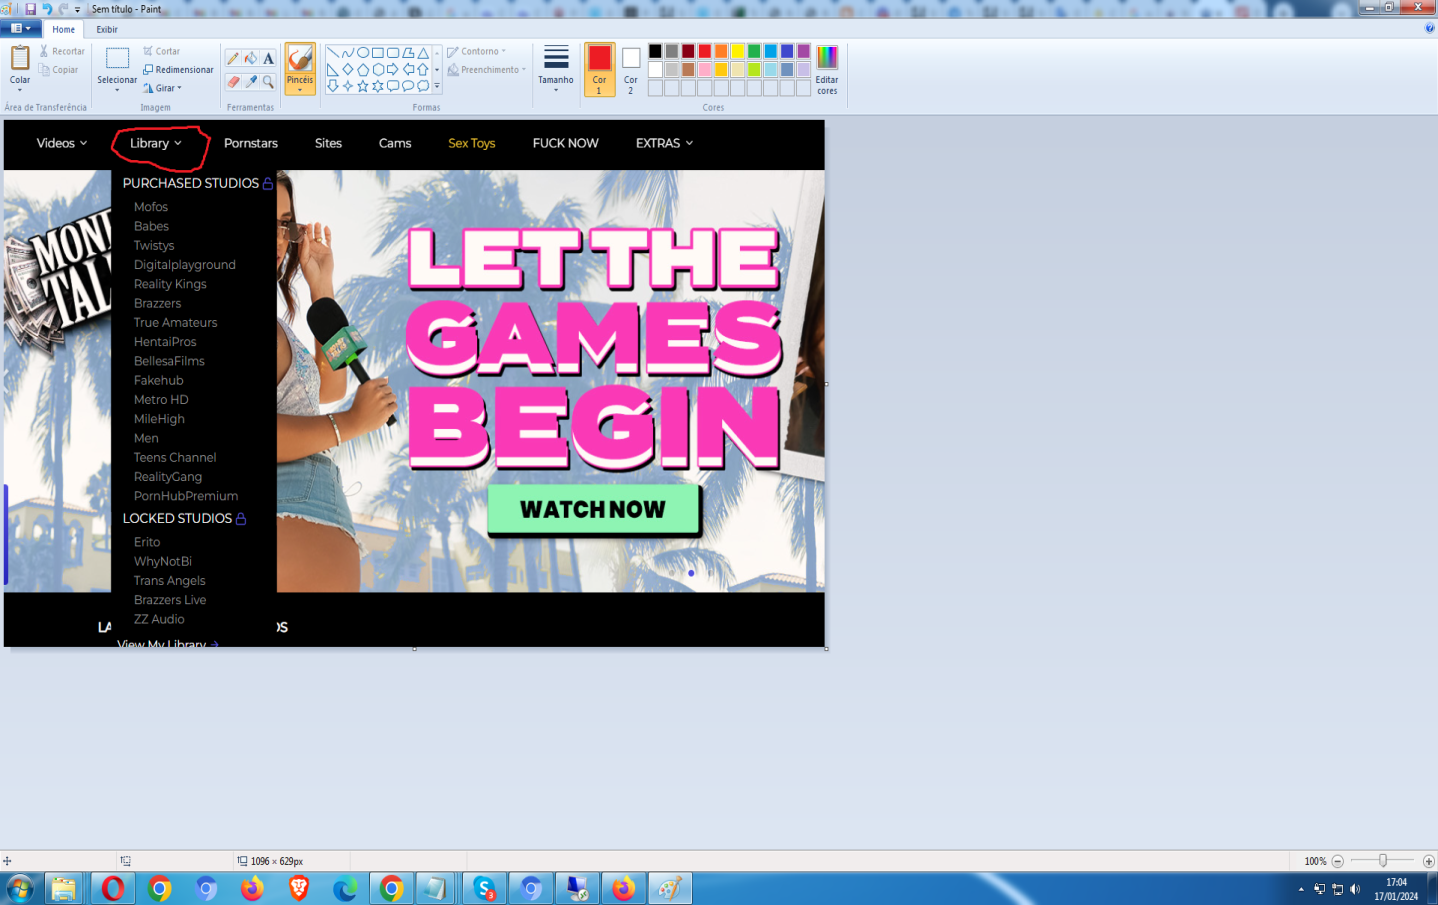 Sem título - Paint
Home
Exibir
Colar
Recortar
Copiar
Área de Transferência
Selecionar
Cortar
Redimensionar
Girar
Imagem
A
Ferramentas
Pincéis
Contorno
Preenchimento
Formas
Tamanho
Cor
1
Cor
2
Editar
cores
Cores
Videos
Library
Pornstars
Sites
Cams
Sex Toys
FUCK NOW
EXTRAS
PURCHASED STUDIOS
Mofos
Babes
Twistys
Digitalplayground
Reality Kings
Brazzers
True Amateurs
HentaiPros
BellesaFilms
Fakehub
Metro HD
MileHigh
Men
Teens Channel
RealityGang
PornHubPremium
LOCKED STUDIOS
Erito
WhyNotBi
Trans Angels
Brazzers Live
ZZ Audio
View My Library
LET THE
GAMES
BEGIN
WATCH NOW
1096 × 629px
100%
3
17:04
17/01/2024